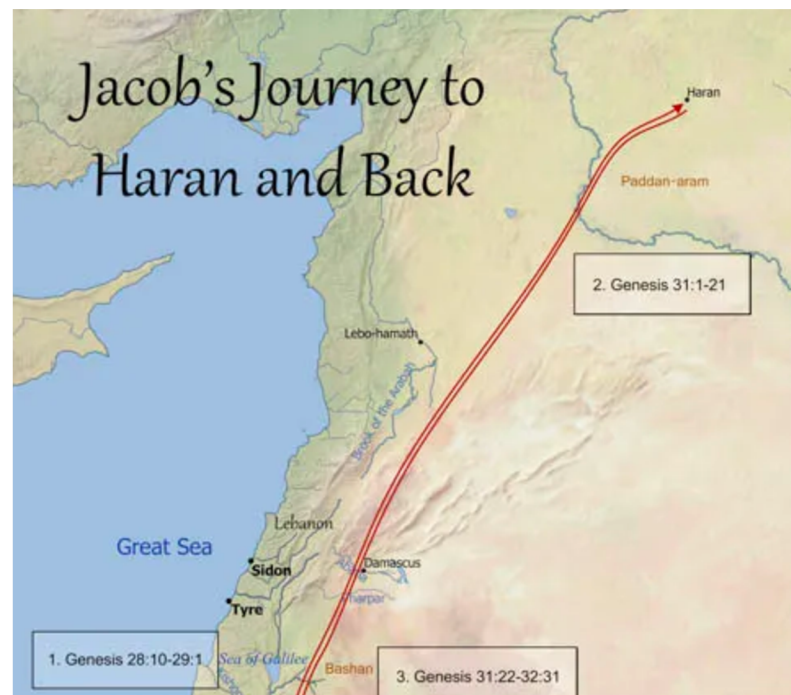 Jacob's Journey to
Haran and Back
Haran
Paddan-aram
2. Genesis 31:1-21
Lebo-hamath
Brook of the Arabah
Lebanon
Great Sea
Sidon
Damascus
Tyre
1. Genesis 28:10-29:1
Sea of Galilee
Bashan
3. Genesis 31:22-32:31